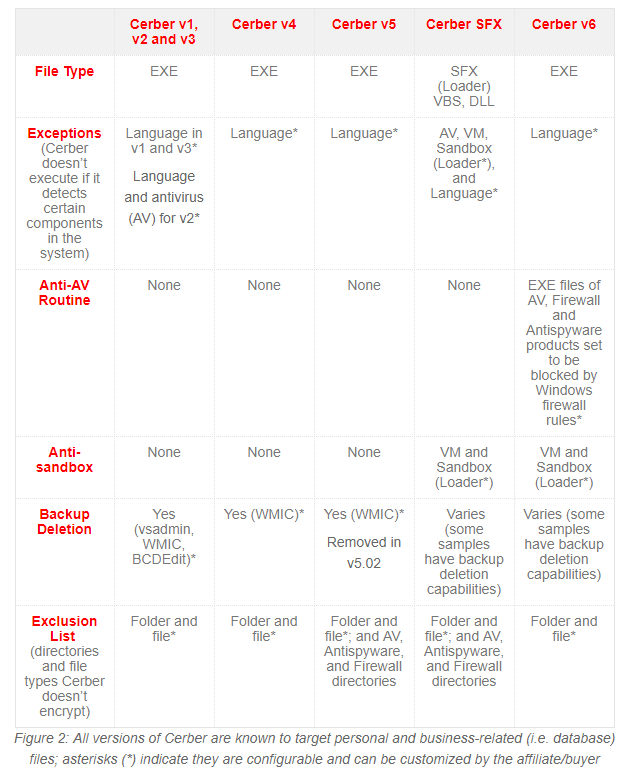 Cerber v1, v2 and v3
Cerber v4
Cerber v5
Cerber SFX
Cerber v6
File Type
EXE
EXE
EXE
SFX
(Loader)
VBS, DLL
EXE
Exceptions
(Cerber
doesn’t
execute if it
detects
certain
components
in the
system)
Language in
v1 and v3*
Language
and antivirus
(AV) for v2*
Language*
Language*
AV, VM,
Sandbox
(Loader*),
and
Language*
Language*
Anti-AV
Routine
None
None
None
None
EXE files of
AV, Firewall
and
Antispyware
products set
to be
blocked by
Windows
firewall
rules*
Anti-
sandbox
None
None
None
VM and
Sandbox
(Loader*)
VM and
Sandbox
(Loader*)
Backup
Deletion
Yes
(vsadmin,
WMIC,
BCDEdit)*
Yes (WMIC)*
Yes (WMIC)*
Removed in
v5.02
Varies
(some
samples
have backup
deletion
capabilities)
Varies (some
samples
have backup
deletion
capabilities)
Exclusion
List
(directories
and file
types Cerber
doesn’t
encrypt)
Folder and
file*
Folder and
file*
Folder and
file*; and AV,
Antispyware,
and Firewall
directories
Folder and
file*; and AV,
Antispyware,
and Firewall
directories
Folder and
file*
Figure 2: All versions of Cerber are known to target personal and business-related (i.e. database)
files; asterisks (*) indicate they are configurable and can be customized by the affiliate/buyer